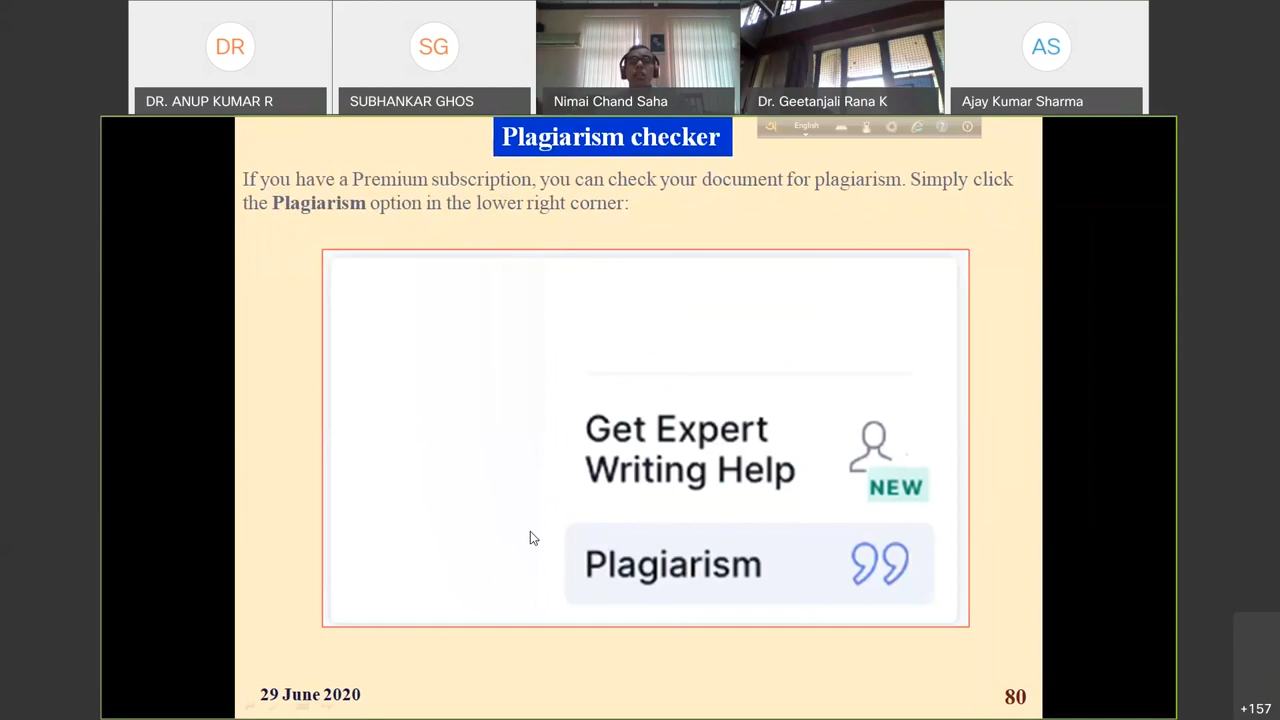 DR
SG
AS
DR. ANUP KUMAR R
SUBHANKAR GHOS
Nimai Chand Saha
Dr. Geetanjali Rana K
Ajay Kumar Sharma
English
Plagiarism checker
If you have a Premium subscription, you can check your document for plagiarism. Simply click
the Plagiarism option in the lower right corner:
Get Expert
Writing Help
NEW
Plagiarism
29 June 2020
80
+157